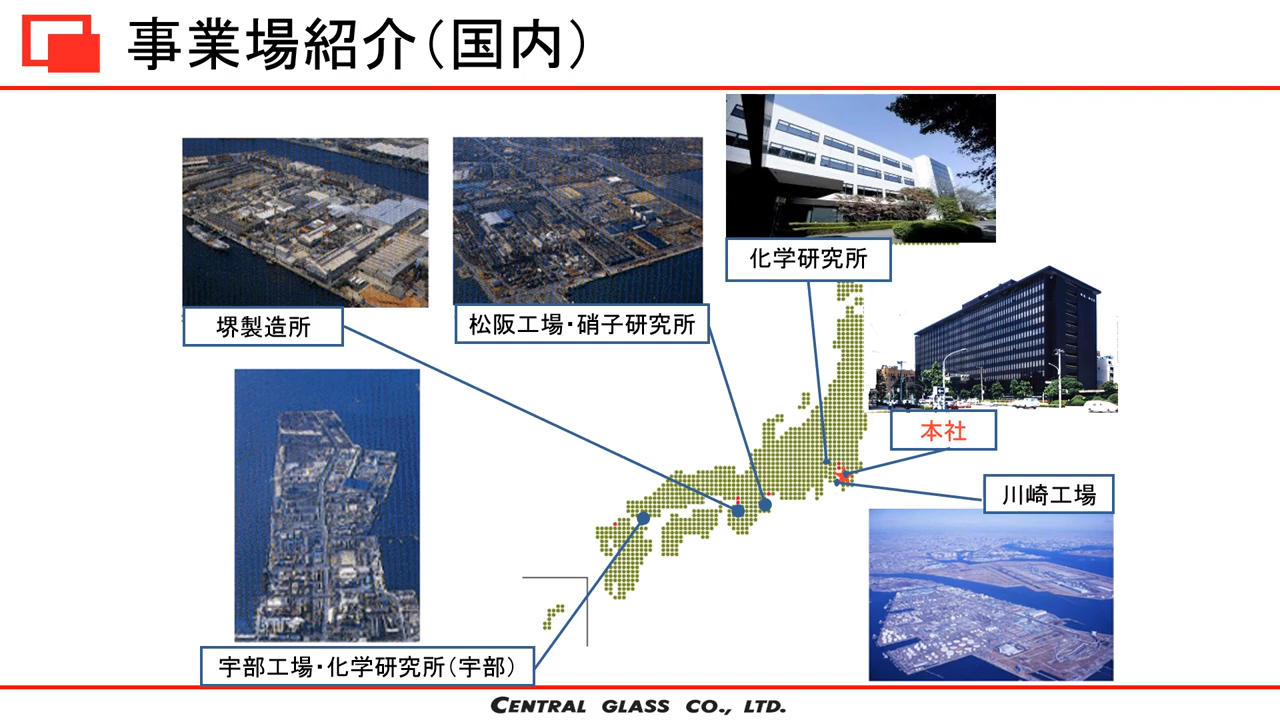 事業場紹介（国内）
化学研究所
堺製造所
松阪工場・硝子研究所
本社
川崎工場
宇部工場・化学研究所（宇部）
CENTRAL GLASS CO., LTD.